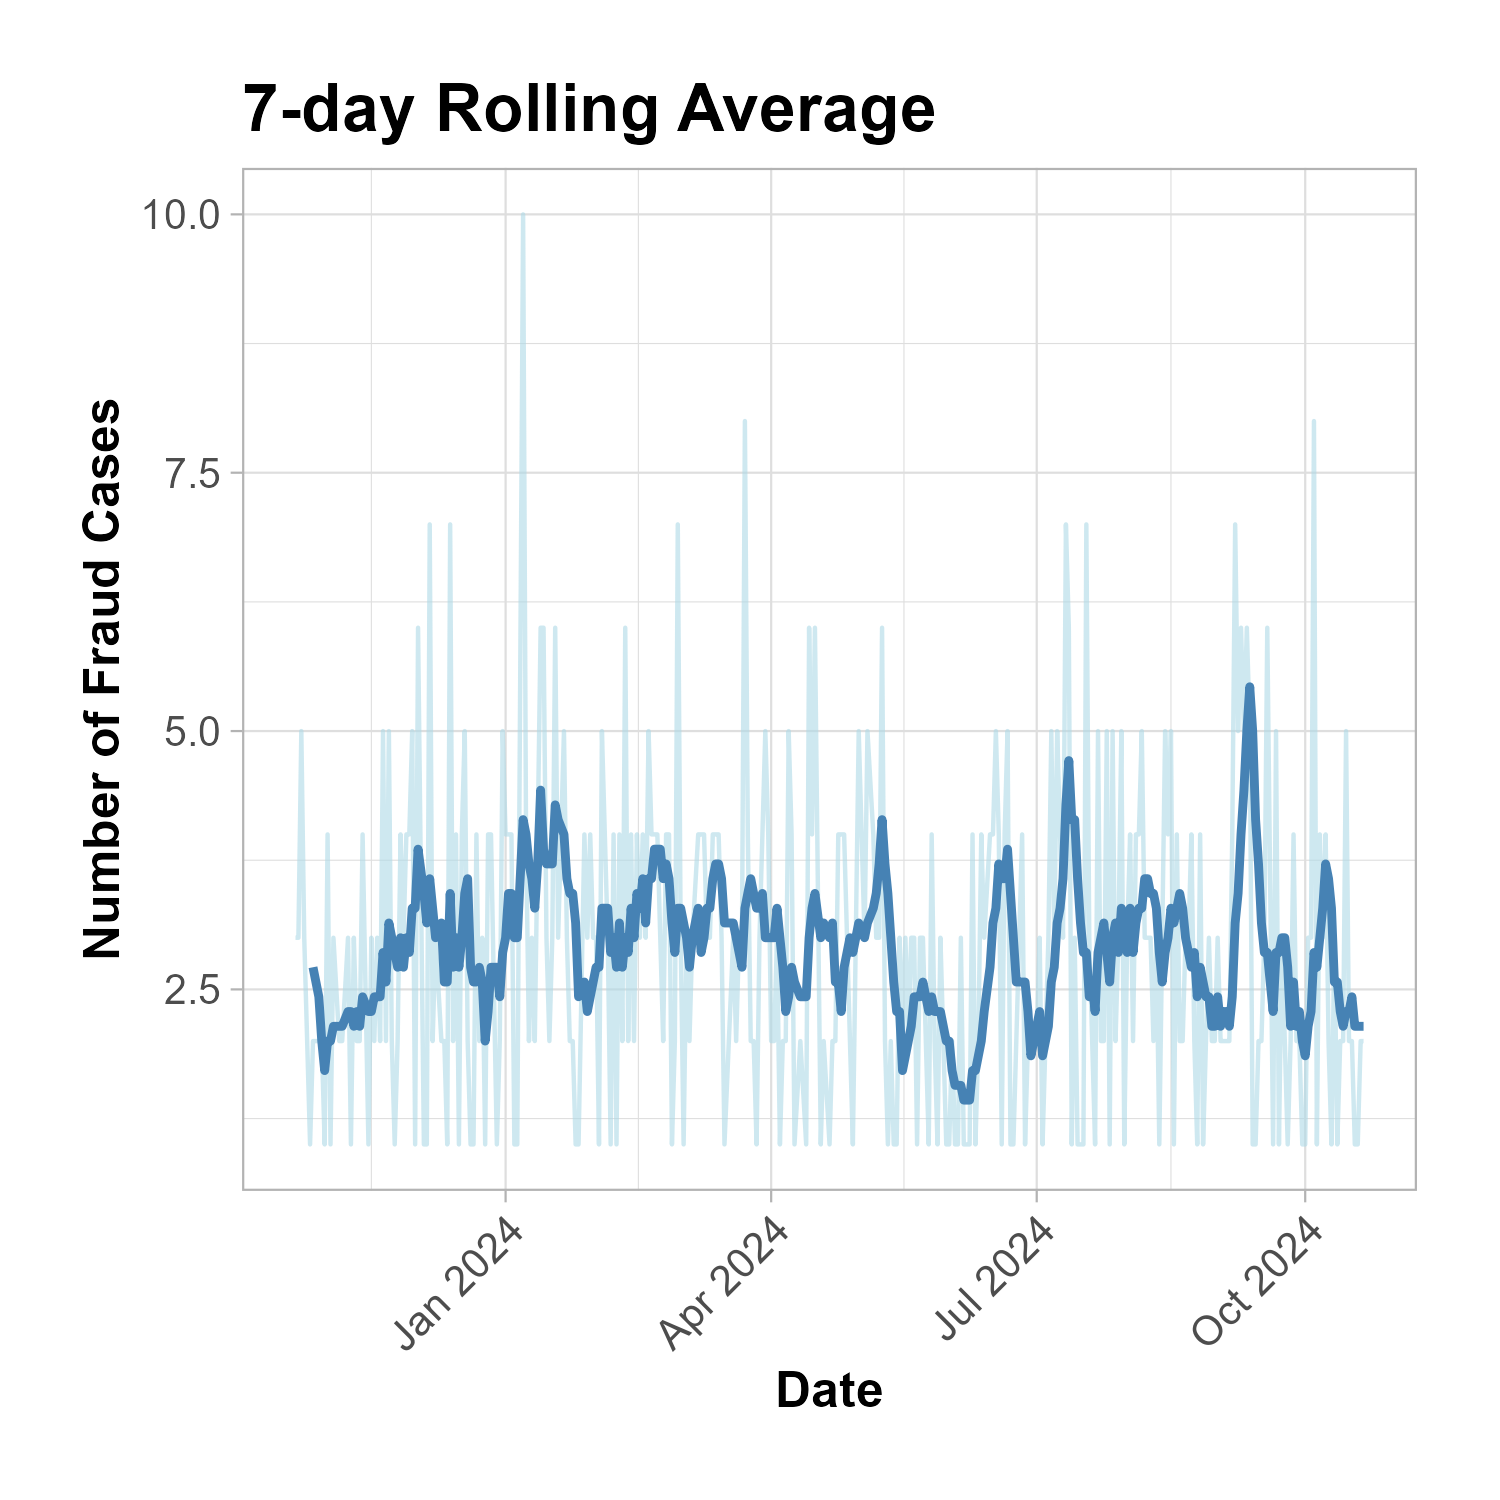 7-day Rolling Average
Number of Fraud Cases
10.0
7.5
5.0
2.5
Jan 2024
Apr 2024
Jul 2024
Oct 2024
Date